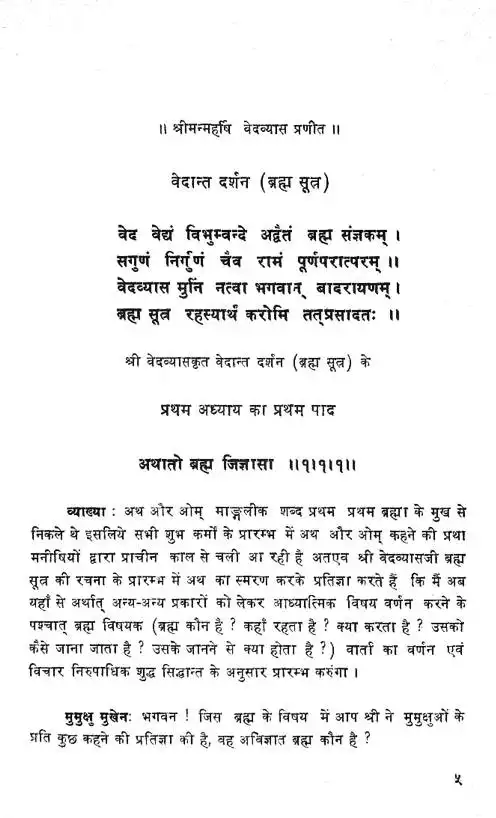 ॥ श्रीमन्महर्षि वेदव्यास प्रणीत ॥
वेदान्त दर्शन (ब्रह्म सूत्र)
वेद वेद्यं विभुम्वन्दे अद्वैतं ब्रह्म संज्ञकम् ।
सगुणं निर्गुणं चैव रामं पूर्णपरात्परम् ॥
वेदव्यास मुनिं नत्वा भगवान् बादरायणम् ।
ब्रह्म सूत्र रहस्यार्थं करोमि तत्प्रसादतः ॥
श्री वेदव्यासकृत वेदान्त दर्शन (ब्रह्म सूत्र) के
प्रथम अध्याय का प्रथम पाद
अथातो ब्रह्म जिज्ञासा ॥१।१।१॥
व्याख्या : अथ और ओम् माङ्गलीक शब्द प्रथम प्रथम ब्रह्मा के मुख से
निकले थे इसलिये सभी शुभ कर्मों के प्रारम्भ में अथ और ओम् कहने की प्रथा
मनीषियों द्वारा प्राचीन काल से चली आ रही है अतएव श्री वेदव्यासजी ब्रह्म
सूत्र की रचना के प्रारम्भ में अथ का स्मरण करके प्रतिज्ञा करते हैं कि मैं अब
यहाँ से अर्थात् अन्य-अन्य प्रकारों को लेकर आध्यात्मिक विषय वर्णन करने के
पश्चात् ब्रह्म विषयक (ब्रह्म कौन है ? कहाँ रहता है ? क्या करता है ? उसको
कैसे जाना जाता है ? उसके जानने से क्या होता है ?) वार्ता का वर्णन एवं
विचार निरुपाधिक शुद्ध सिद्धान्त के अनुसार प्रारम्भ करुंगा ।
मुमुक्षु मुखेनः भगवन ! जिस ब्रह्म के विषय में आप श्री ने मुमुक्षुओं के
प्रति कुछ कहने की प्रतिज्ञा की है, वह अविज्ञात ब्रह्म कौन है ?
५